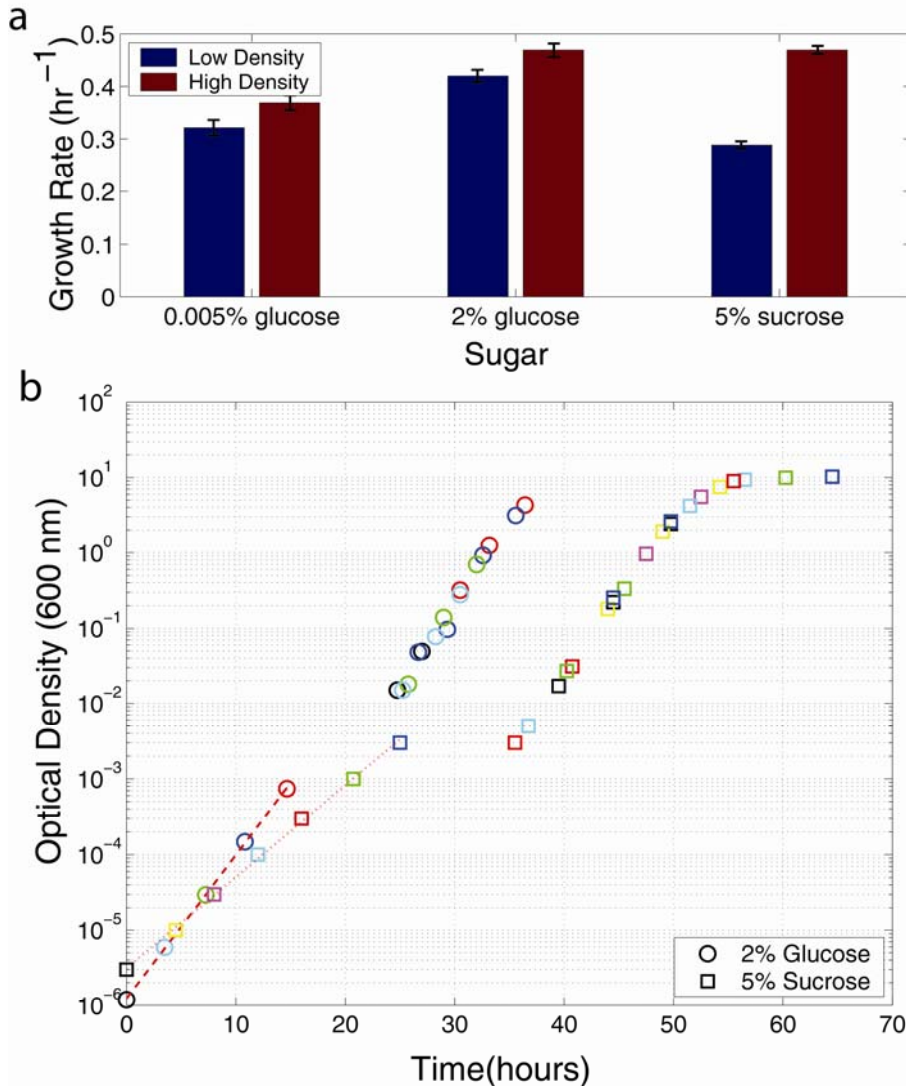 a
Growth Rate (hr⁻¹)
0.5
0.4
0.3
0.2
0.1
0
Low Density
High Density
0.005% glucose 2% glucose 5% sucrose
Sugar
b
Optical Density (600 nm)
10²
10¹
10⁰
10⁻¹
10⁻²
10⁻³
10⁻⁴
10⁻⁵
10⁻⁶
2% Glucose
5% Sucrose
0 10 20 30 40 50 60 70
Time(hours)